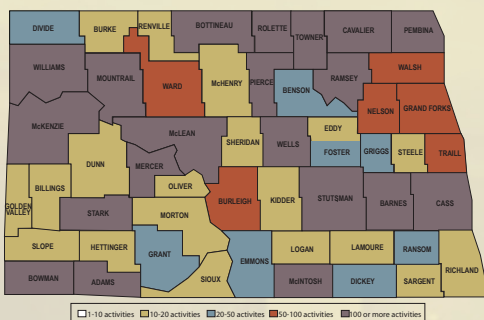 DIVIDE
BURKE
RENVILLE
BOTTINEAU
ROLETTE
TOWNER
CAVALIER
PEMBINA
WILLIAMS
MOUNTRAIL
WARD
McHENRY
PIERCE
BENSON
RAMSEY
WALSH
NELSON
GRAND FORKS
McKENZIE
McLEAN
SHERIDAN
WELLS
EDDY
FOSTER
GRIGGS
STEELE
TRAILL
DUNN
MERCER
OLIVER
GOLDEN
VALLEY
BILLINGS
STARK
MORTON
BURLEIGH
KIDDER
STUTSMAN
BARNES
CASS
SLOPE
HETTINGER
GRANT
SIOUX
EMMONS
LOGAN
LAMOURE
RANSOM
RICHLAND
BOWMAN
ADAMS
McINTOSH
DICKEY
SARGENT
1-10 activities 10-20 activities 20-50 activites 50-100 activities 100 or more activities